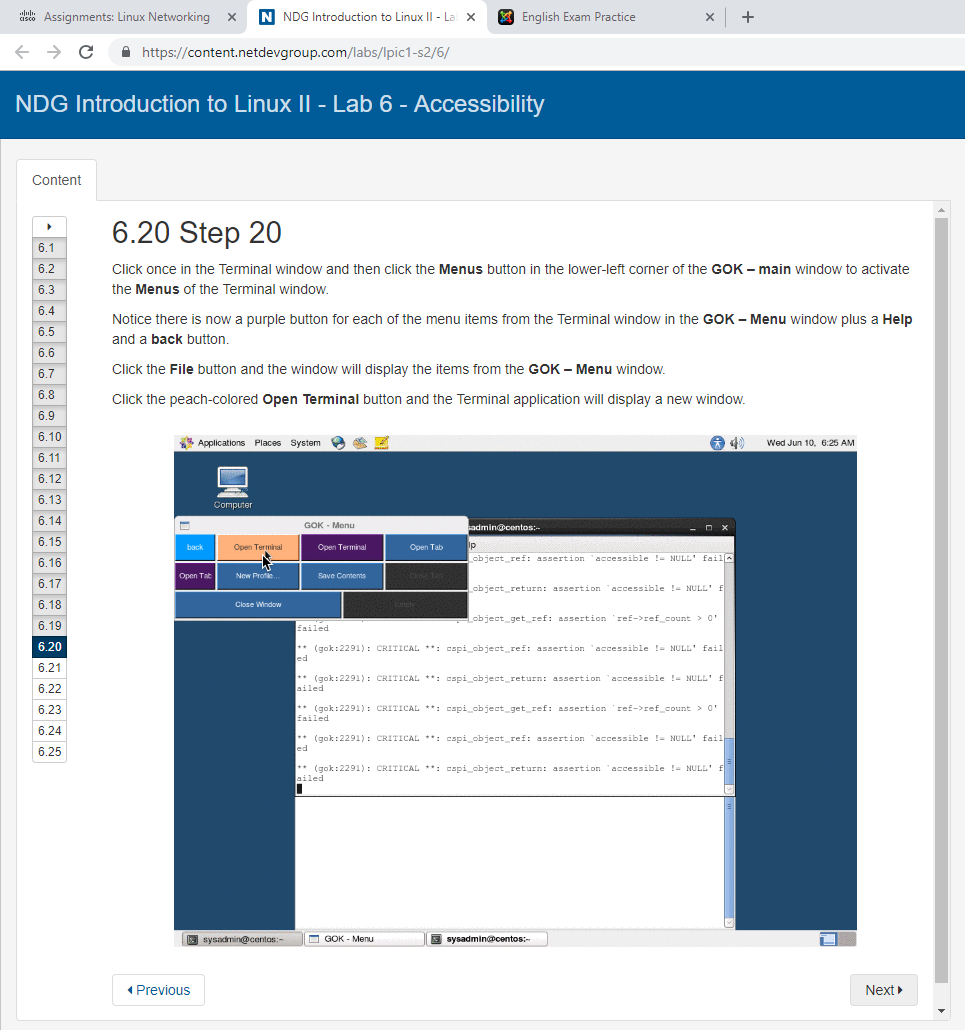 Assignments: Linux Networking
NDG Introduction to Linux II - La
English Exam Practice
https://content.netdevgroup.com/labs/lpic1-s2/6/
NDG Introduction to Linux II - Lab 6 - Accessibility
Content
6.1
6.2
6.3
6.4
6.5
6.6
6.7
6.8
6.9
6.10
6.11
6.12
6.13
6.14
6.15
6.16
6.17
6.18
6.19
6.20
6.21
6.22
6.23
6.24
6.25
6.20 Step 20
Click once in the Terminal window and then click the Menus button in the lower-left corner of the GOK – main window to activate
the Menus of the Terminal window.
Notice there is now a purple button for each of the menu items from the Terminal window in the GOK – Menu window plus a Help
and a back button.
Click the File button and the window will display the items from the GOK – Menu window.
Click the peach-colored Open Terminal button and the Terminal application will display a new window.
Applications Places System
Wed Jun 10, 6:25 AM
Computer
GOK - Menu
back Open Terminal Open Terminal Open Tab
Open Tab New Profile... Save Contents Close Tab
Close Window Empty
sadmin@centos:~
lp
_object_ref: assertion `accessible != NULL' fail
_object_return: assertion `accessible != NULL' f
_object_get_ref: assertion `ref->ref_count > 0'
failed
** (gok:2291): CRITICAL **: cspi_object_ref: assertion `accessible != NULL' fail
ed
** (gok:2291): CRITICAL **: cspi_object_return: assertion `accessible != NULL' f
ailed
** (gok:2291): CRITICAL **: cspi_object_get_ref: assertion `ref->ref_count > 0'
failed
** (gok:2291): CRITICAL **: cspi_object_ref: assertion `accessible != NULL' fail
ed
** (gok:2291): CRITICAL **: cspi_object_return: assertion `accessible != NULL' f
ailed
sysadmin@centos:~
GOK - Menu
sysadmin@centos:~
Previous
Next